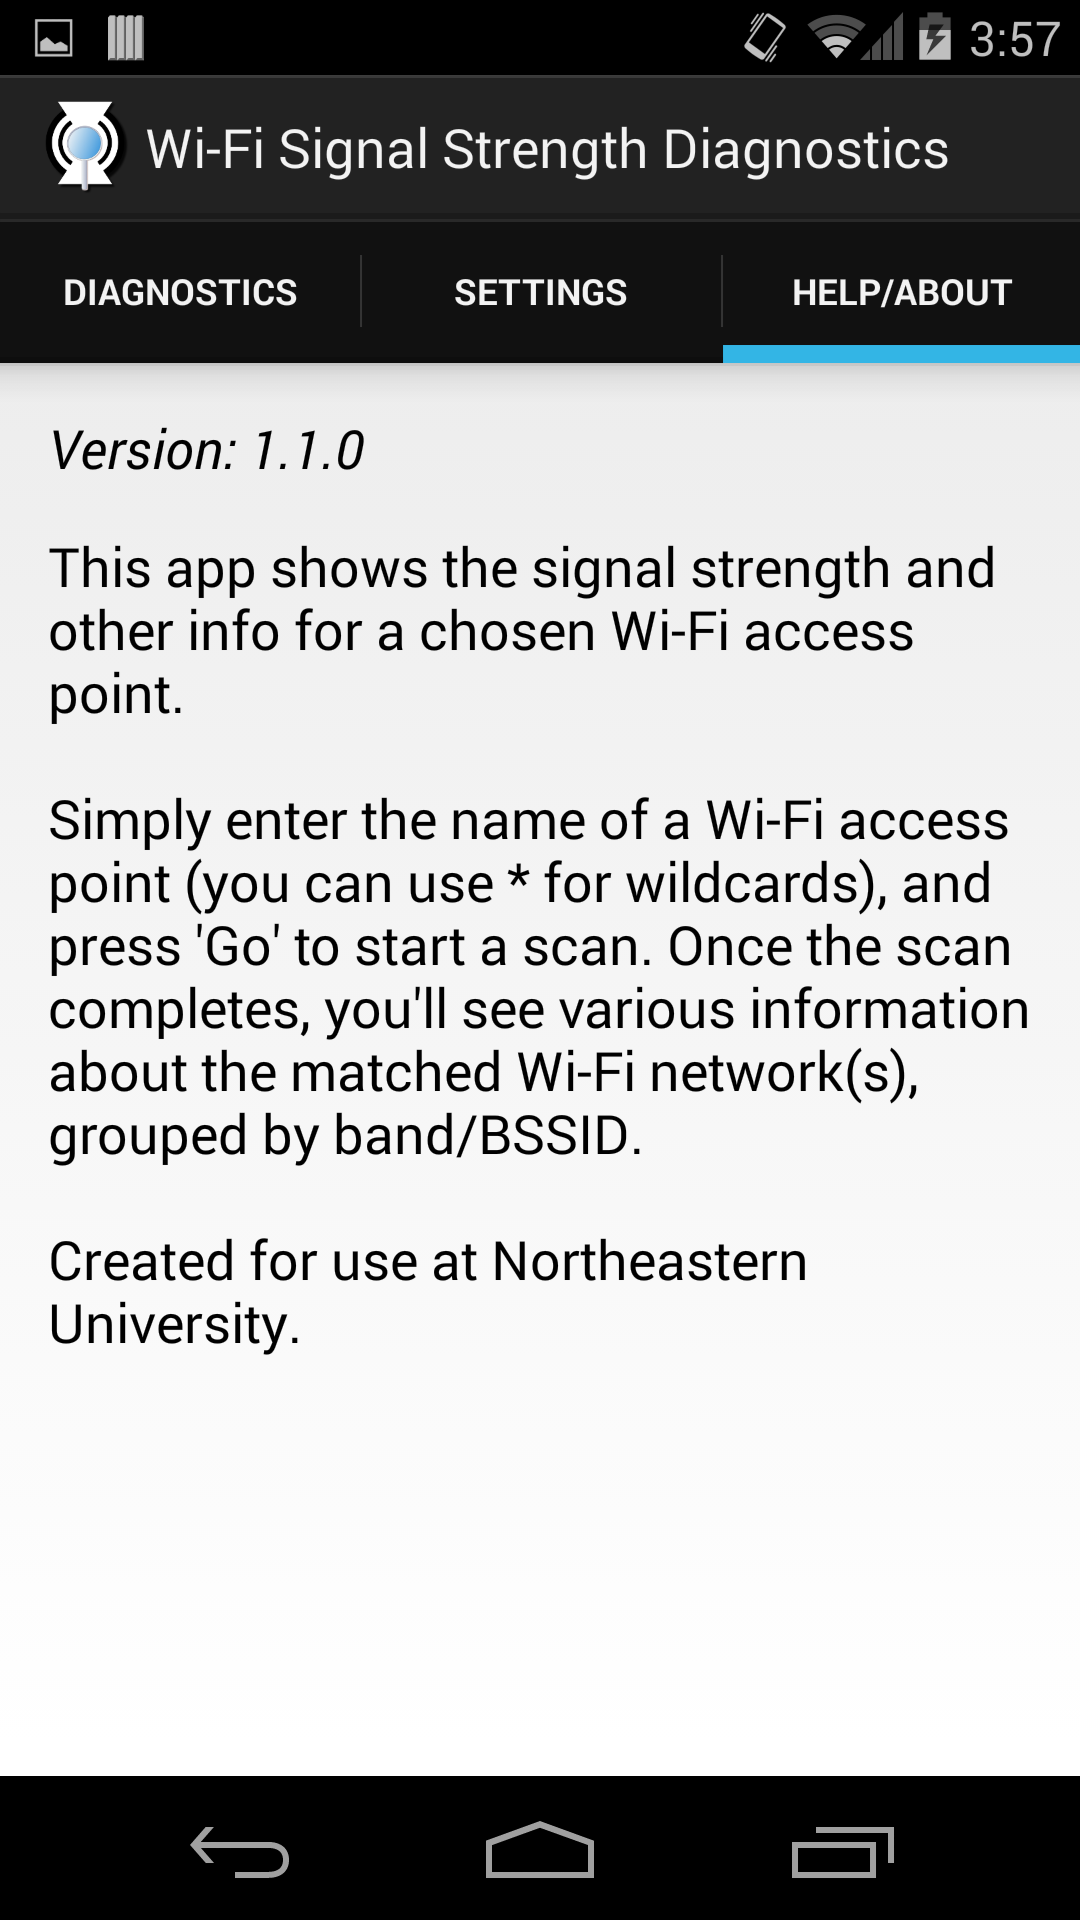 3:57
Wi-Fi Signal Strength Diagnostics
DIAGNOSTICS
SETTINGS
HELP/ABOUT
Version: 1.1.0
This app shows the signal strength and
other info for a chosen Wi-Fi access
point.
Simply enter the name of a Wi-Fi access
point (you can use * for wildcards), and
press 'Go' to start a scan. Once the scan
completes, you'll see various information
about the matched Wi-Fi network(s),
grouped by band/BSSID.
Created for use at Northeastern
University.